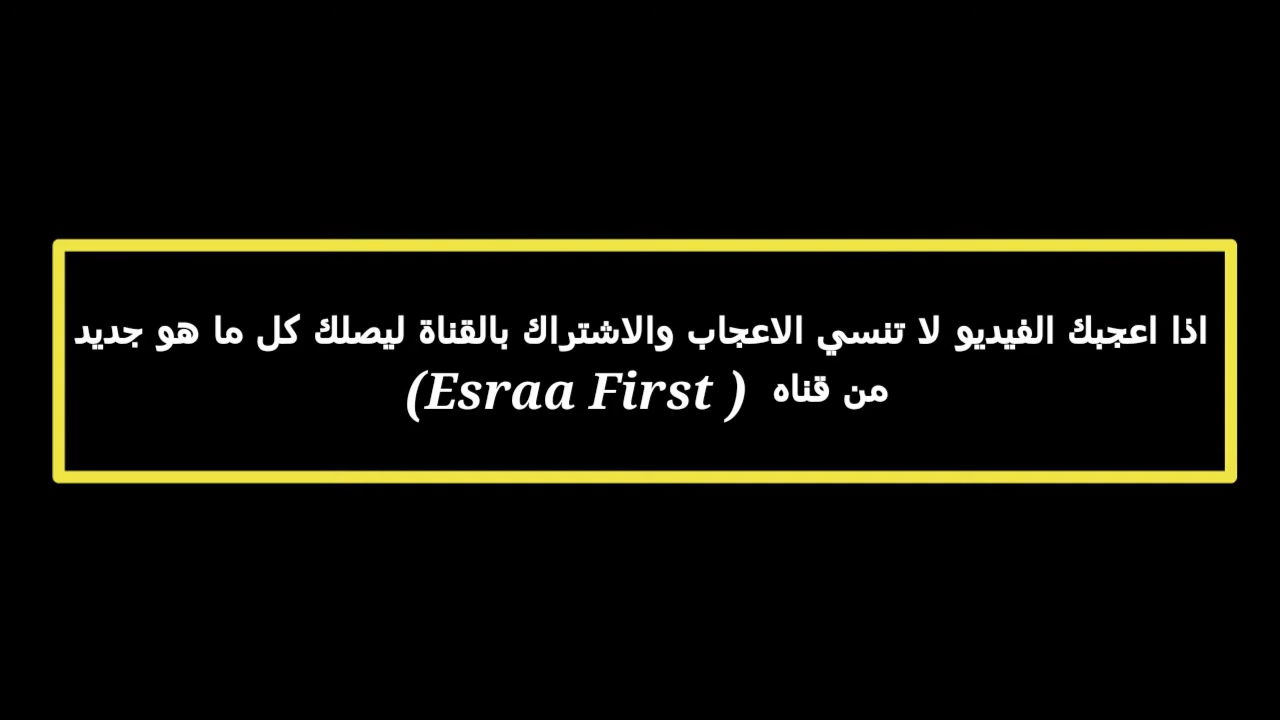 اذا اعجبك الفيديو لا تنسي الاعجاب والاشتراك بالقناة ليصلك كل ما هو جديد
من قناه ( Esraa First)